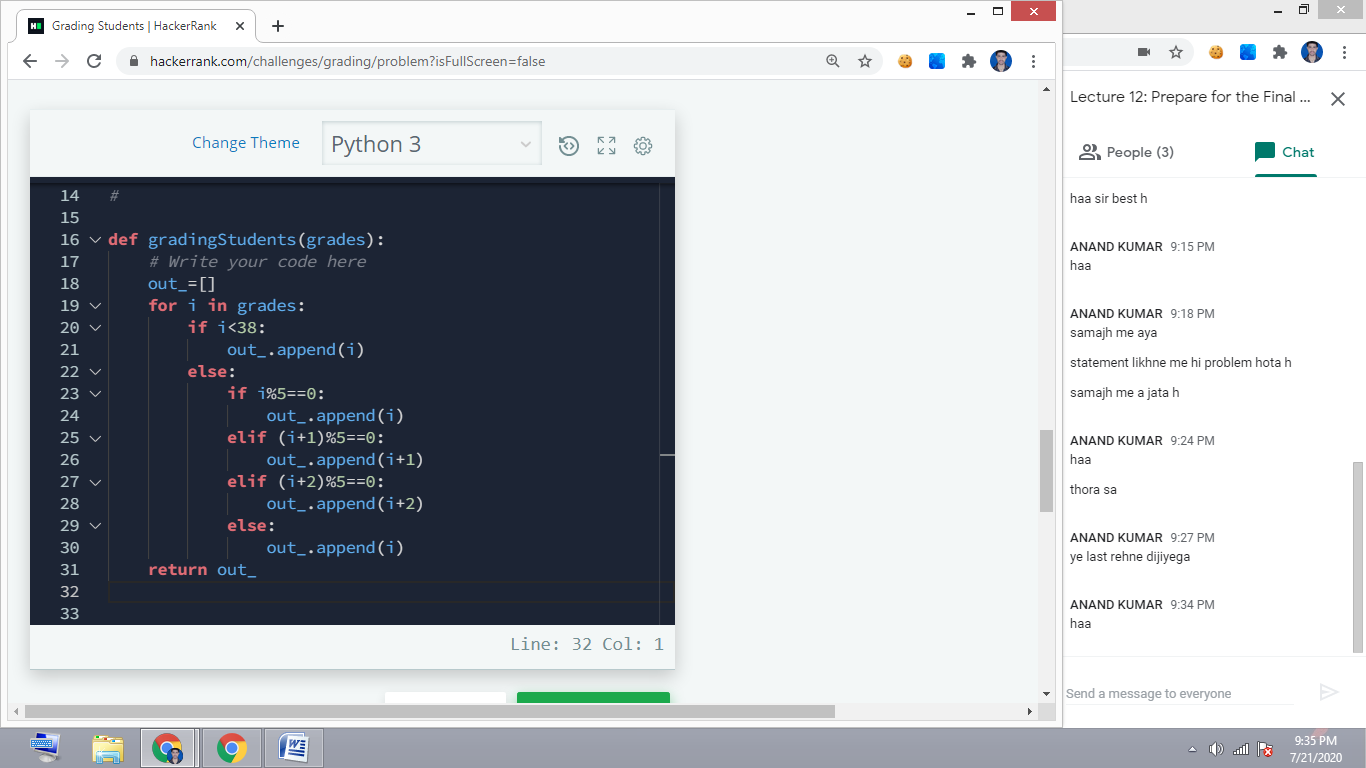 Grading Students | HackerRank
hackerrank.com/challenges/grading/problem?isFullScreen=false
Change Theme
Python 3
14 #
15
16 def gradingStudents(grades):
17     # Write your code here
18     out_=[]
19     for i in grades:
20         if i<38:
21             out_.append(i)
22         else:
23             if i%5==0:
24                 out_.append(i)
25             elif (i+1)%5==0:
26                 out_.append(i+1)
27             elif (i+2)%5==0:
28                 out_.append(i+2)
29             else:
30                 out_.append(i)
31     return out_
32
33
Line: 32 Col: 1
Lecture 12: Prepare for the Final ...
People (3)
Chat
haa sir best h
ANAND KUMAR 9:15 PM
haa
ANAND KUMAR 9:18 PM
samajh me aya
statement likhne me hi problem hota h
samajh me a jata h
ANAND KUMAR 9:24 PM
haa
thora sa
ANAND KUMAR 9:27 PM
ye last rehne dijiyega
ANAND KUMAR 9:34 PM
haa
Send a message to everyone
9:35 PM
7/21/2020